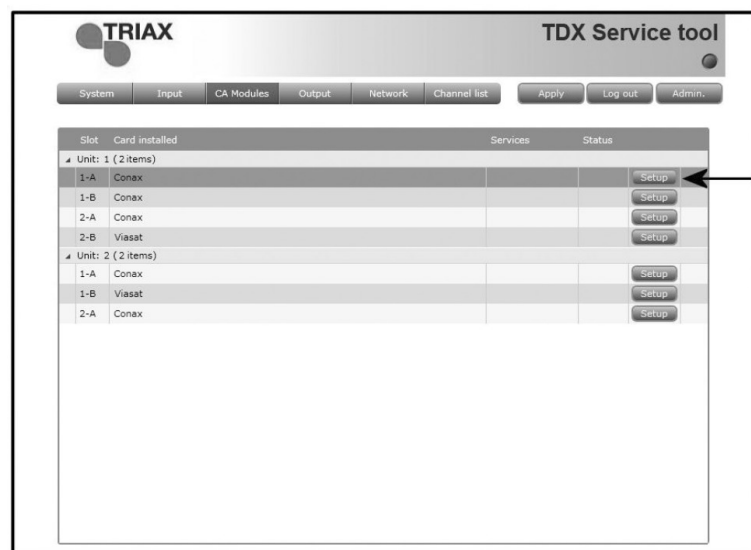 TRIAX
TDX Service tool
System Input CA Modules Output Network Channel list Apply Log out Admin.
Slot Card installed Services Status
Unit: 1 (2 items)
1-A Conax Setup
1-B Conax Setup
2-A Conax Setup
2-B Viasat Setup
Unit: 2 (2 items)
1-A Conax Setup
1-B Viasat Setup
2-A Conax Setup